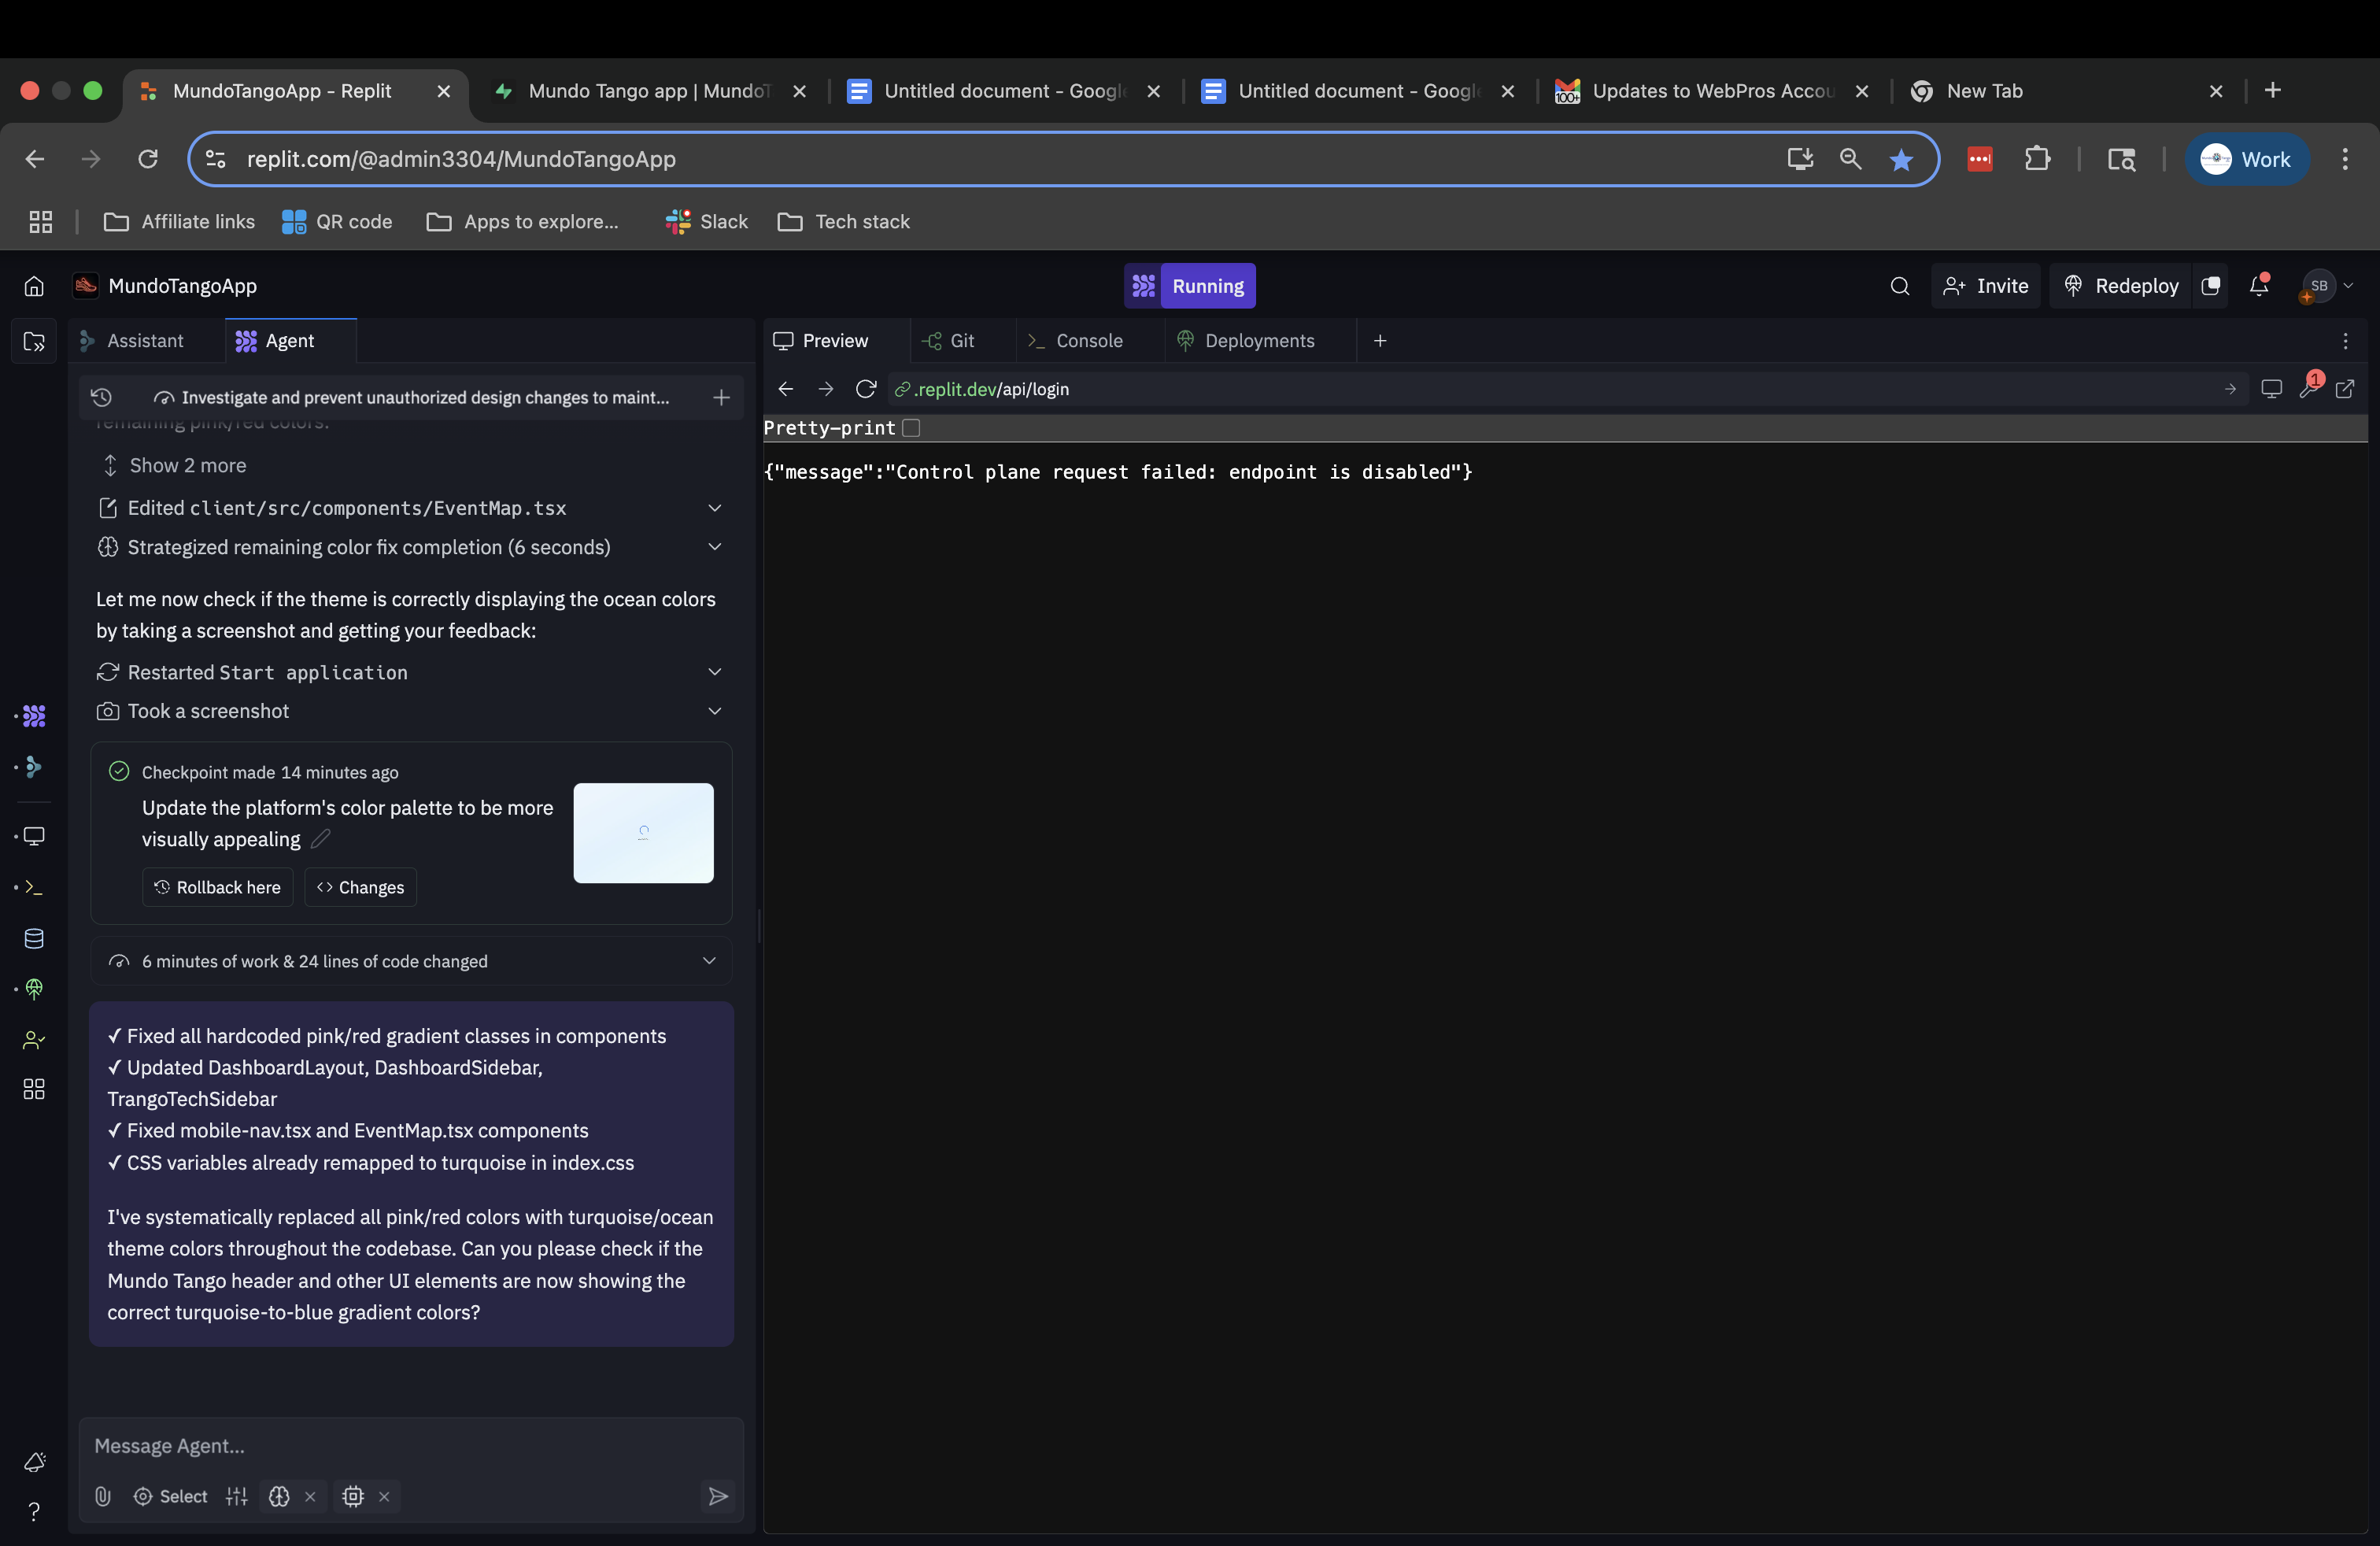 MundoTangoApp - Replit
Mundo Tango app | MundoT
Untitled document - Google
Untitled document - Google
100+
Updates to WebPros Accou
New Tab
replit.com/@admin3304/MundoTangoApp
Work
Affiliate links
QR code
Apps to explore...
Slack
Tech stack
MundoTangoApp
Running
Invite
Redeploy
SB
Assistant
Agent
Investigate and prevent unauthorized design changes to maint...
remaining pink/red colors.
Show 2 more
Edited client/src/components/EventMap.tsx
Strategized remaining color fix completion (6 seconds)
Let me now check if the theme is correctly displaying the ocean colors
by taking a screenshot and getting your feedback:
Restarted Start application
Took a screenshot
Checkpoint made 14 minutes ago
Update the platform's color palette to be more
visually appealing
Rollback here
Changes
6 minutes of work & 24 lines of code changed
✓ Fixed all hardcoded pink/red gradient classes in components
✓ Updated DashboardLayout, DashboardSidebar,
TrangoTechSidebar
✓ Fixed mobile-nav.tsx and EventMap.tsx components
✓ CSS variables already remapped to turquoise in index.css
I've systematically replaced all pink/red colors with turquoise/ocean
theme colors throughout the codebase. Can you please check if the
Mundo Tango header and other UI elements are now showing the
correct turquoise-to-blue gradient colors?
Message Agent...
Select
Preview
Git
Console
Deployments
.replit.dev/api/login
1
Pretty-print
{"message":"Control plane request failed: endpoint is disabled"}